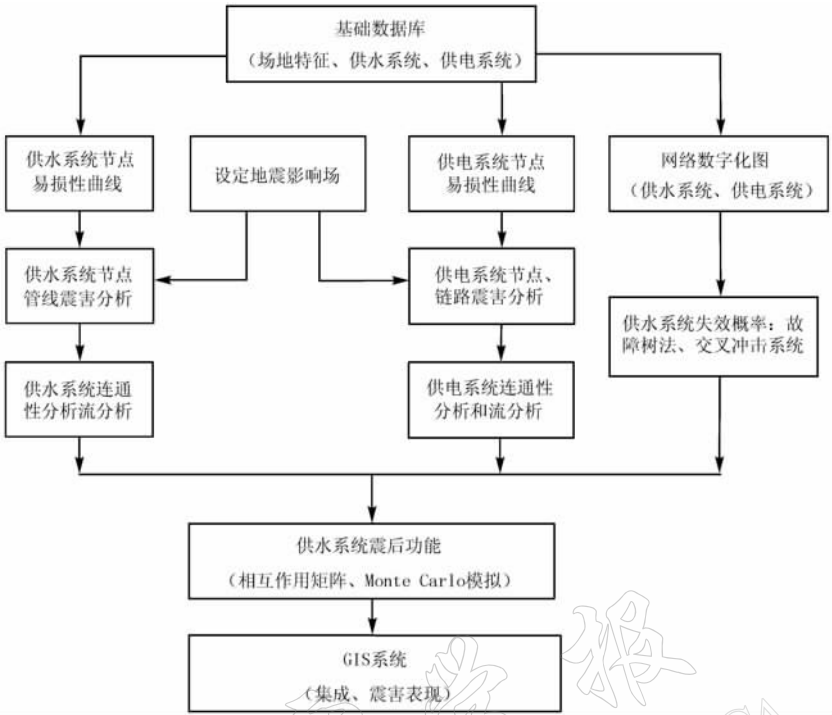 基础数据库
(场地特征、供水系统、供电系统)
供水系统节点
易损性曲线
设定地震影响场
供电系统节点
易损性曲线
网络数字化图
(供水系统、供电系统)
供水系统节点
管线震害分析
供电系统节点、
链路震害分析
供水系统失效概率：故
障树法、交叉冲击系统
供水系统连通
性分析流分析
供电系统连通性
分析和流分析
供水系统震后功能
(相互作用矩阵、Monte Carlo模拟)
GIS系统
(集成、震害表现)
学报